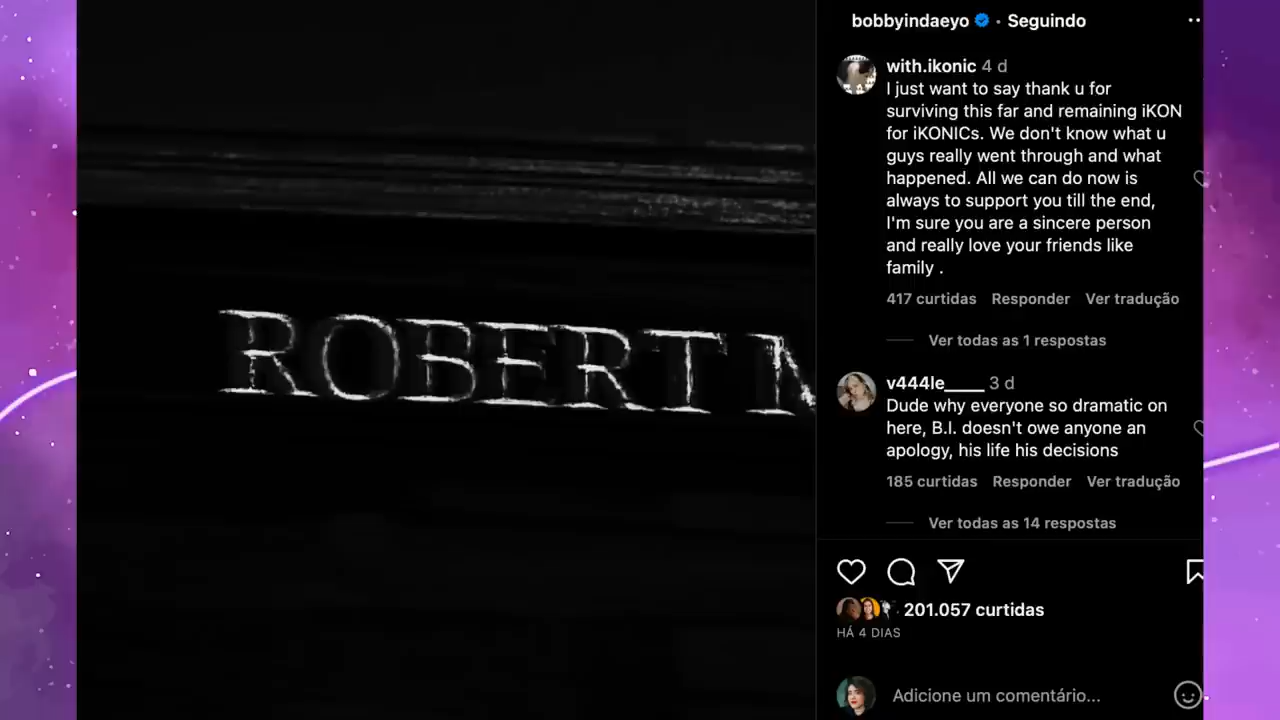 ROBERT
bobbyindaeyo • Seguindo
with.ikonic 4 d
I just want to say thank u for
surviving this far and remaining iKON
for iKONICs. We don't know what u
guys really went through and what
happened. All we can do now is
always to support you till the end,
I'm sure you are a sincere person
and really love your friends like
family .
417 curtidas Responder Ver tradução
Ver todas as 1 respostas
v444le_____ 3 d
Dude why everyone so dramatic on
here, B.I. doesn't owe anyone an
apology, his life his decisions
185 curtidas Responder Ver tradução
Ver todas as 14 respostas
201.057 curtidas
HÁ 4 DIAS
Adicione um comentário...